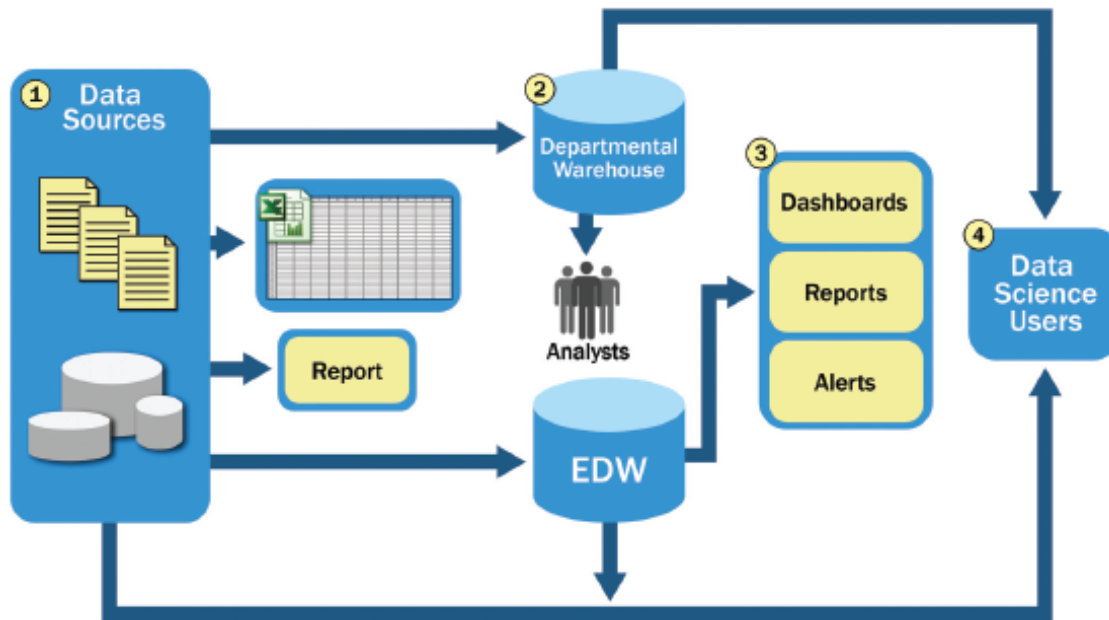 1
Data
Sources
2
Departmental
Warehouse
3
Dashboards
4
Data
Science
Users
Reports
Analysts
Report
Alerts
EDW